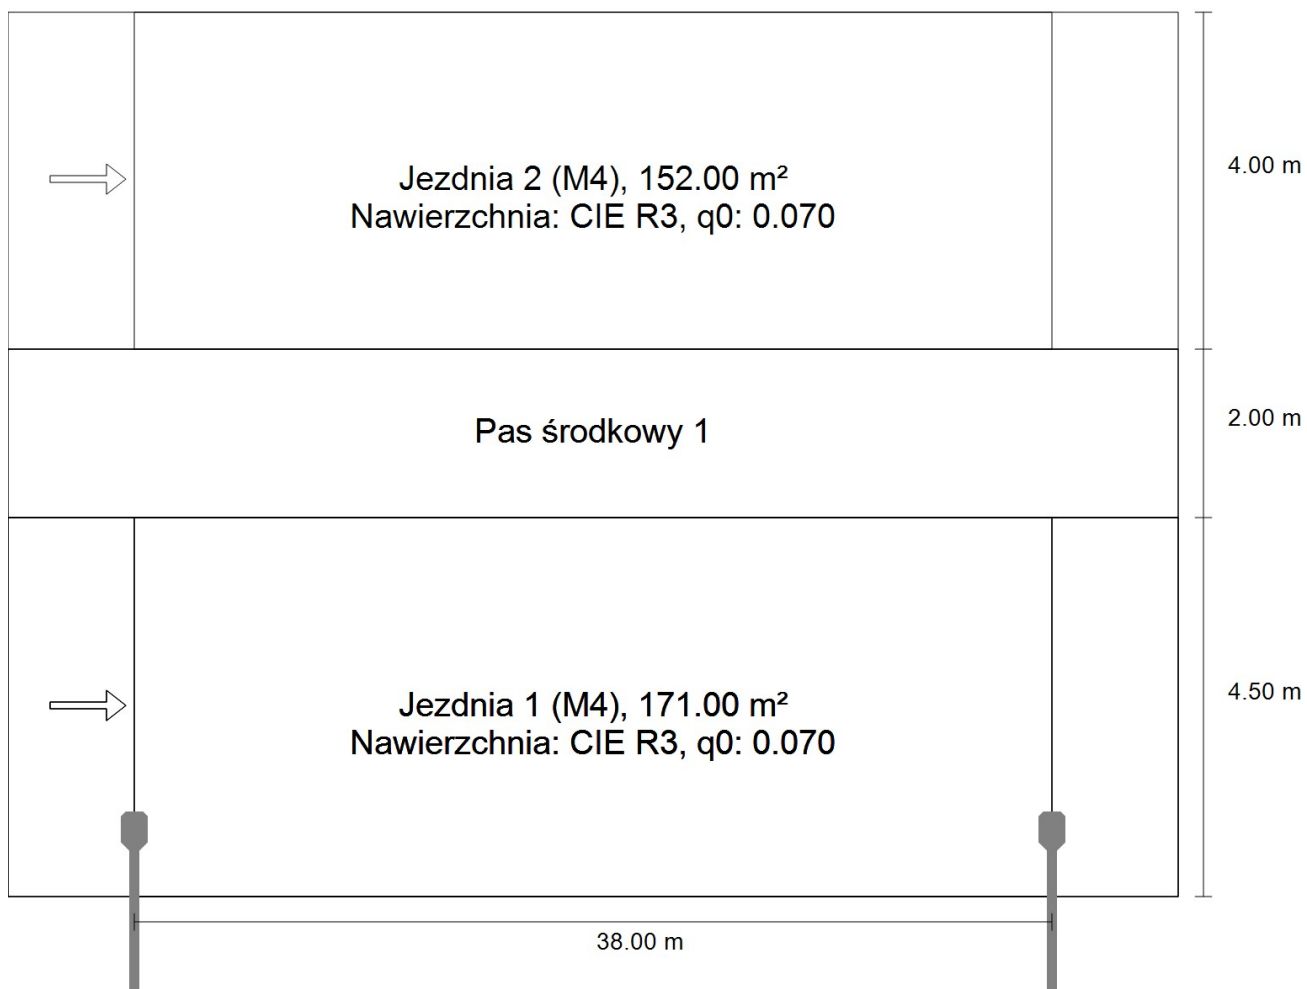 Jezdnia 2 (M4), 152.00 m²
Nawierzchnia: CIE R3, q0: 0.070
4.00 m
Pas środkowy 1
2.00 m
Jezdnia 1 (M4), 171.00 m²
Nawierzchnia: CIE R3, q0: 0.070
4.50 m
38.00 m